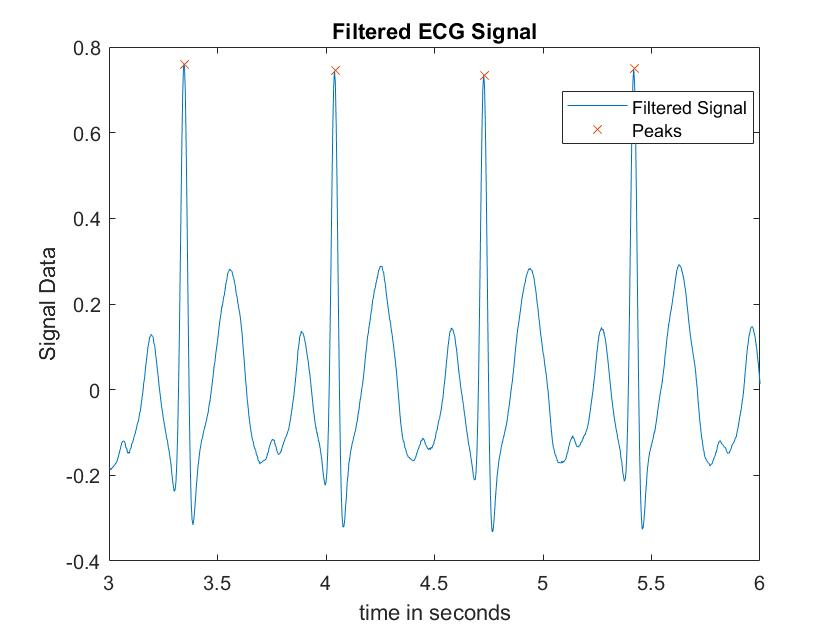 Filtered ECG Signal
0.8
0.6
0.4
0.2
0
-0.2
-0.4
Signal Data
Filtered Signal
Peaks
3
3.5
4
4.5
5
5.5
6
time in seconds